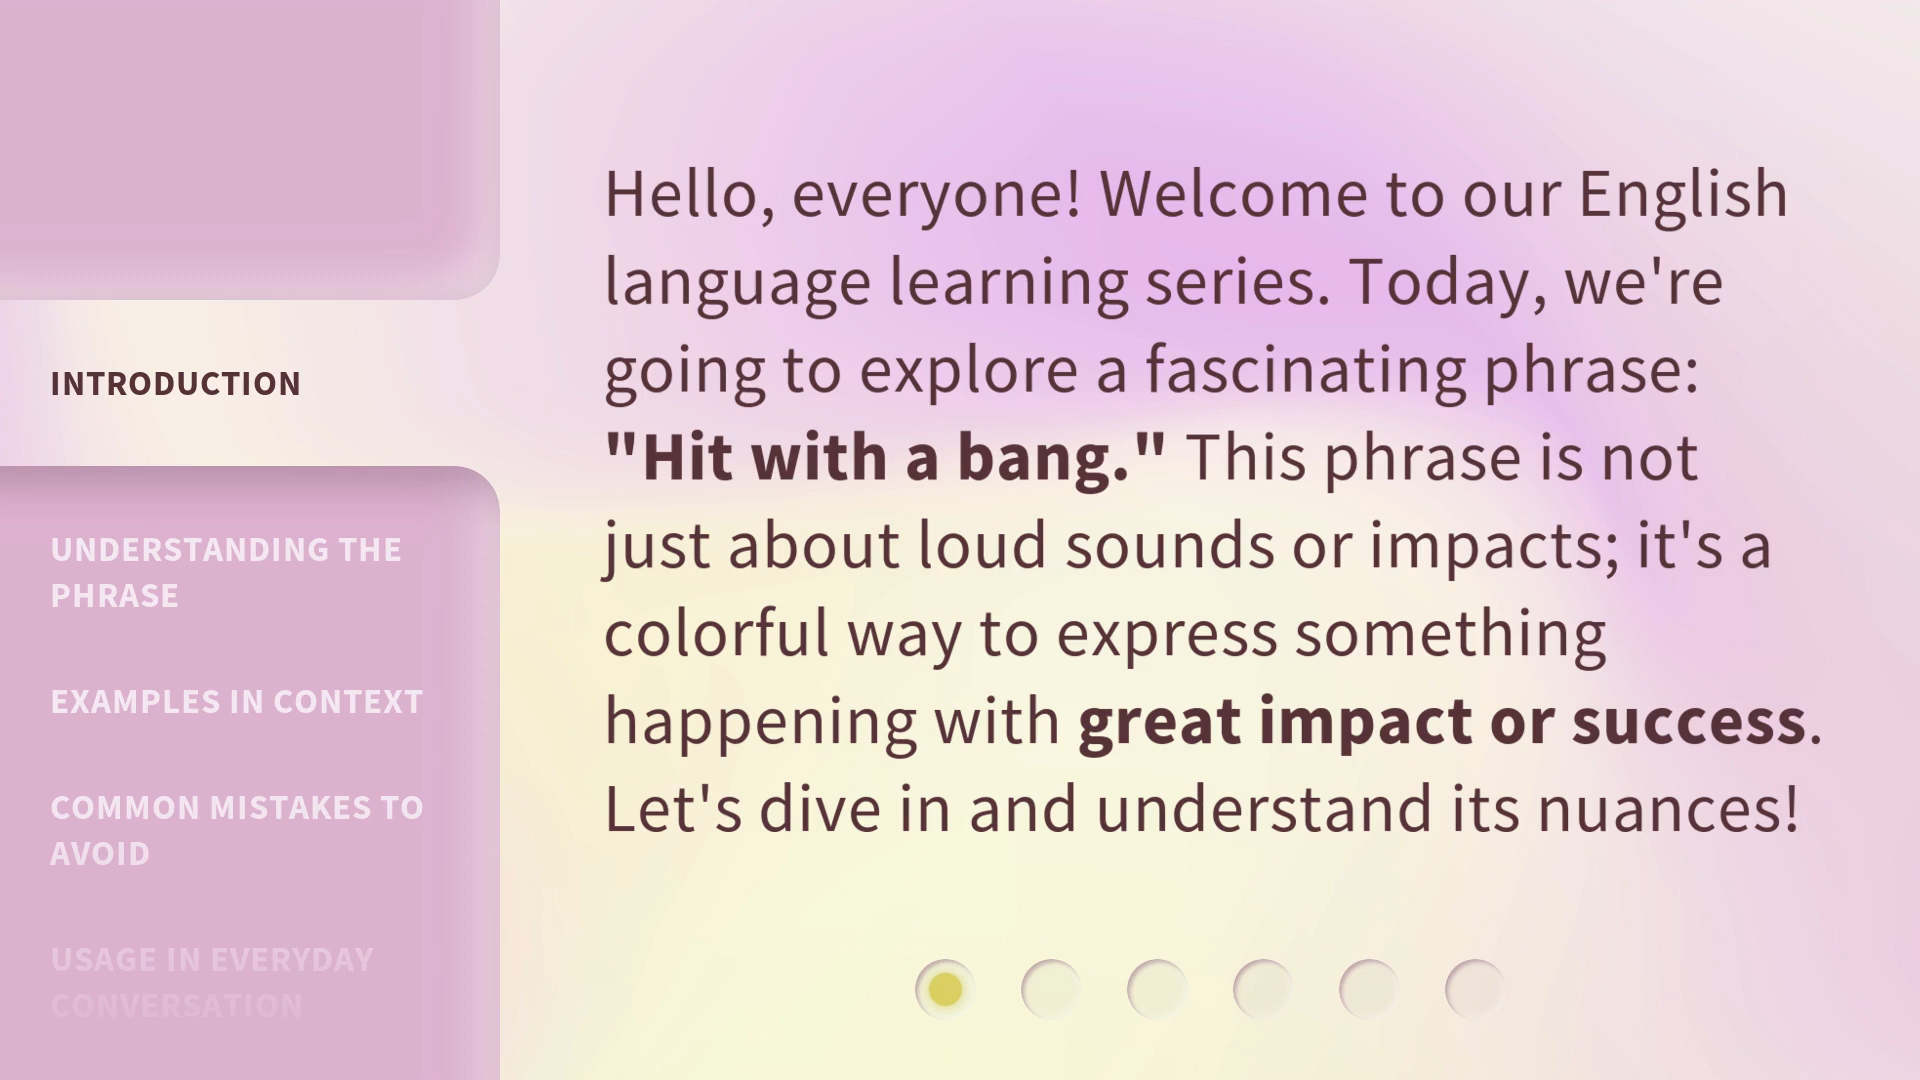 INTRODUCTION
UNDERSTANDING THE
PHRASE
EXAMPLES IN CONTEXT
COMMON MISTAKES TO
AVOID
USAGE IN EVERYDAY
CONVERSATION
Hello, everyone! Welcome to our English
language learning series. Today, we're
going to explore a fascinating phrase:
"Hit with a bang." This phrase is not
just about loud sounds or impacts; it's a
colorful way to express something
happening with great impact or success.
Let's dive in and understand its nuances!